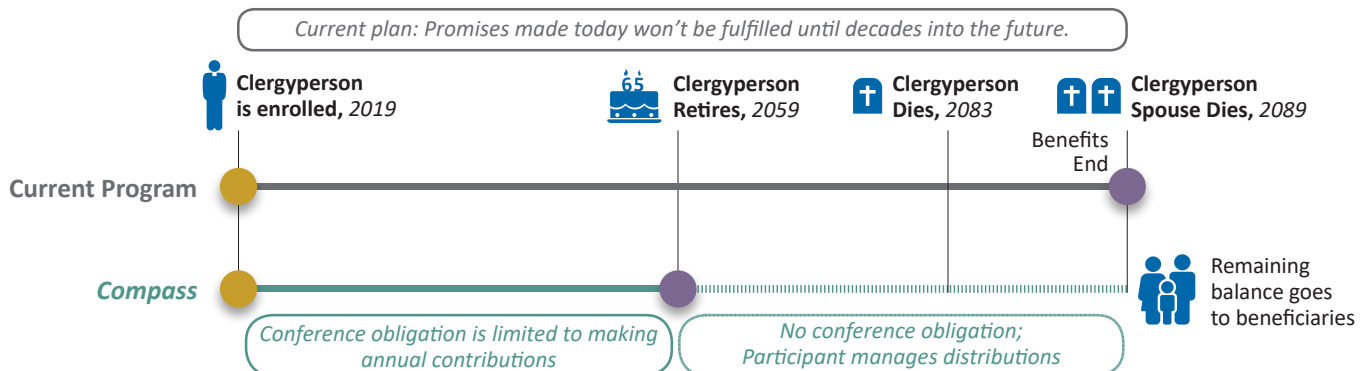 Current plan: Promises made today won't be fulfilled until decades into the future.
Clergyperson
is enrolled, 2019
65
Clergyperson
Retires, 2059
Clergyperson
Dies, 2083
Clergyperson
Spouse Dies, 2089
Benefits
End
Current Program
Compass
Remaining
balance goes
to beneficiaries
Conference obligation is limited to making
annual contributions
No conference obligation;
Participant manages distributions